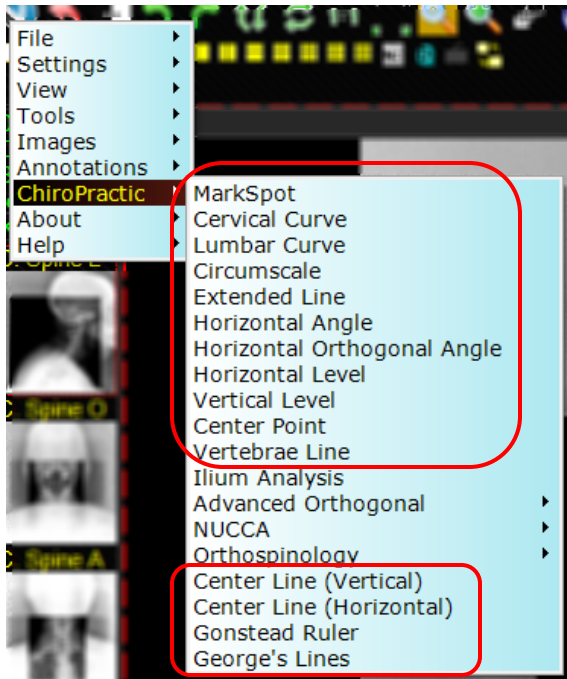 File
Settings
View
Tools
Images
Annotations
ChiroPractic
About
Help
MarkSpot
Cervical Curve
Lumbar Curve
Circumscale
Extended Line
Horizontal Angle
Horizontal Orthogonal Angle
Horizontal Level
Vertical Level
Center Point
Vertebrae Line
Ilium Analysis
Advanced Orthogonal
NUCCA
Orthospinology
Center Line (Vertical)
Center Line (Horizontal)
Gonstead Ruler
George's Lines
Spine O
Spine A